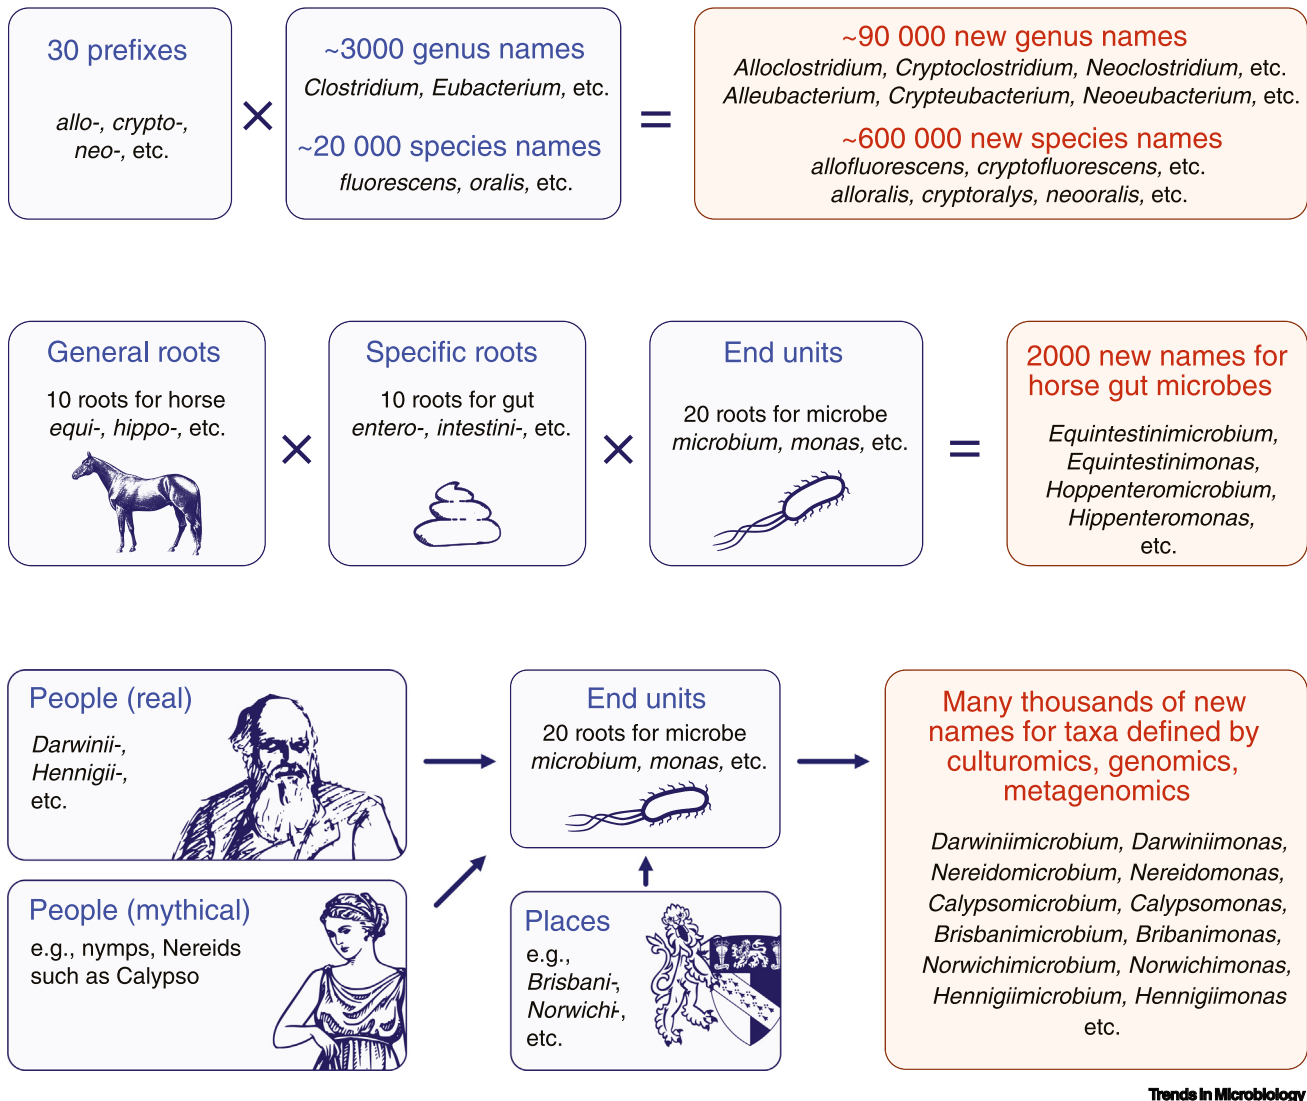 30 prefixes
allo-, crypto-,
neo-, etc.
×
~3000 genus names
Clostridium, Eubacterium, etc.
~20 000 species names
fluorescens, oralis, etc.
=
~90 000 new genus names
Alloclostridium, Cryptoclostridium, Neoclostridium, etc.
Alleubacterium, Crypteubacterium, Neoeubacterium, etc.
~600 000 new species names
allofluorescens, cryptofluorescens, etc.
alloralis, cryptoralys, neooralis, etc.
General roots
10 roots for horse
equi-, hippo-, etc.
×
Specific roots
10 roots for gut
entero-, intestini-, etc.
×
End units
20 roots for microbe
microbium, monas, etc.
=
2000 new names for
horse gut microbes
Equintestinimicrobium,
Equintestinimonas,
Hoppenteromicrobium,
Hippenteromonas,
etc.
People (real)
Darwinii-,
Hennigii-,
etc.
People (mythical)
e.g., nymps, Nereids
such as Calypso
End units
20 roots for microbe
microbium, monas, etc.
Places
e.g.,
Brisbani-,
Norwichi-,
etc.
Many thousands of new
names for taxa defined by
culturomics, genomics,
metagenomics
Darwiniimicrobium, Darwiniimonas,
Nereidomicrobium, Nereidomonas,
Calypsomicrobium, Calypsomonas,
Brisbanimicrobium, Bribanimonas,
Norwichimicrobium, Norwichimonas,
Hennigiimicrobium, Hennigiimonas
etc.
Trends in Microbiology